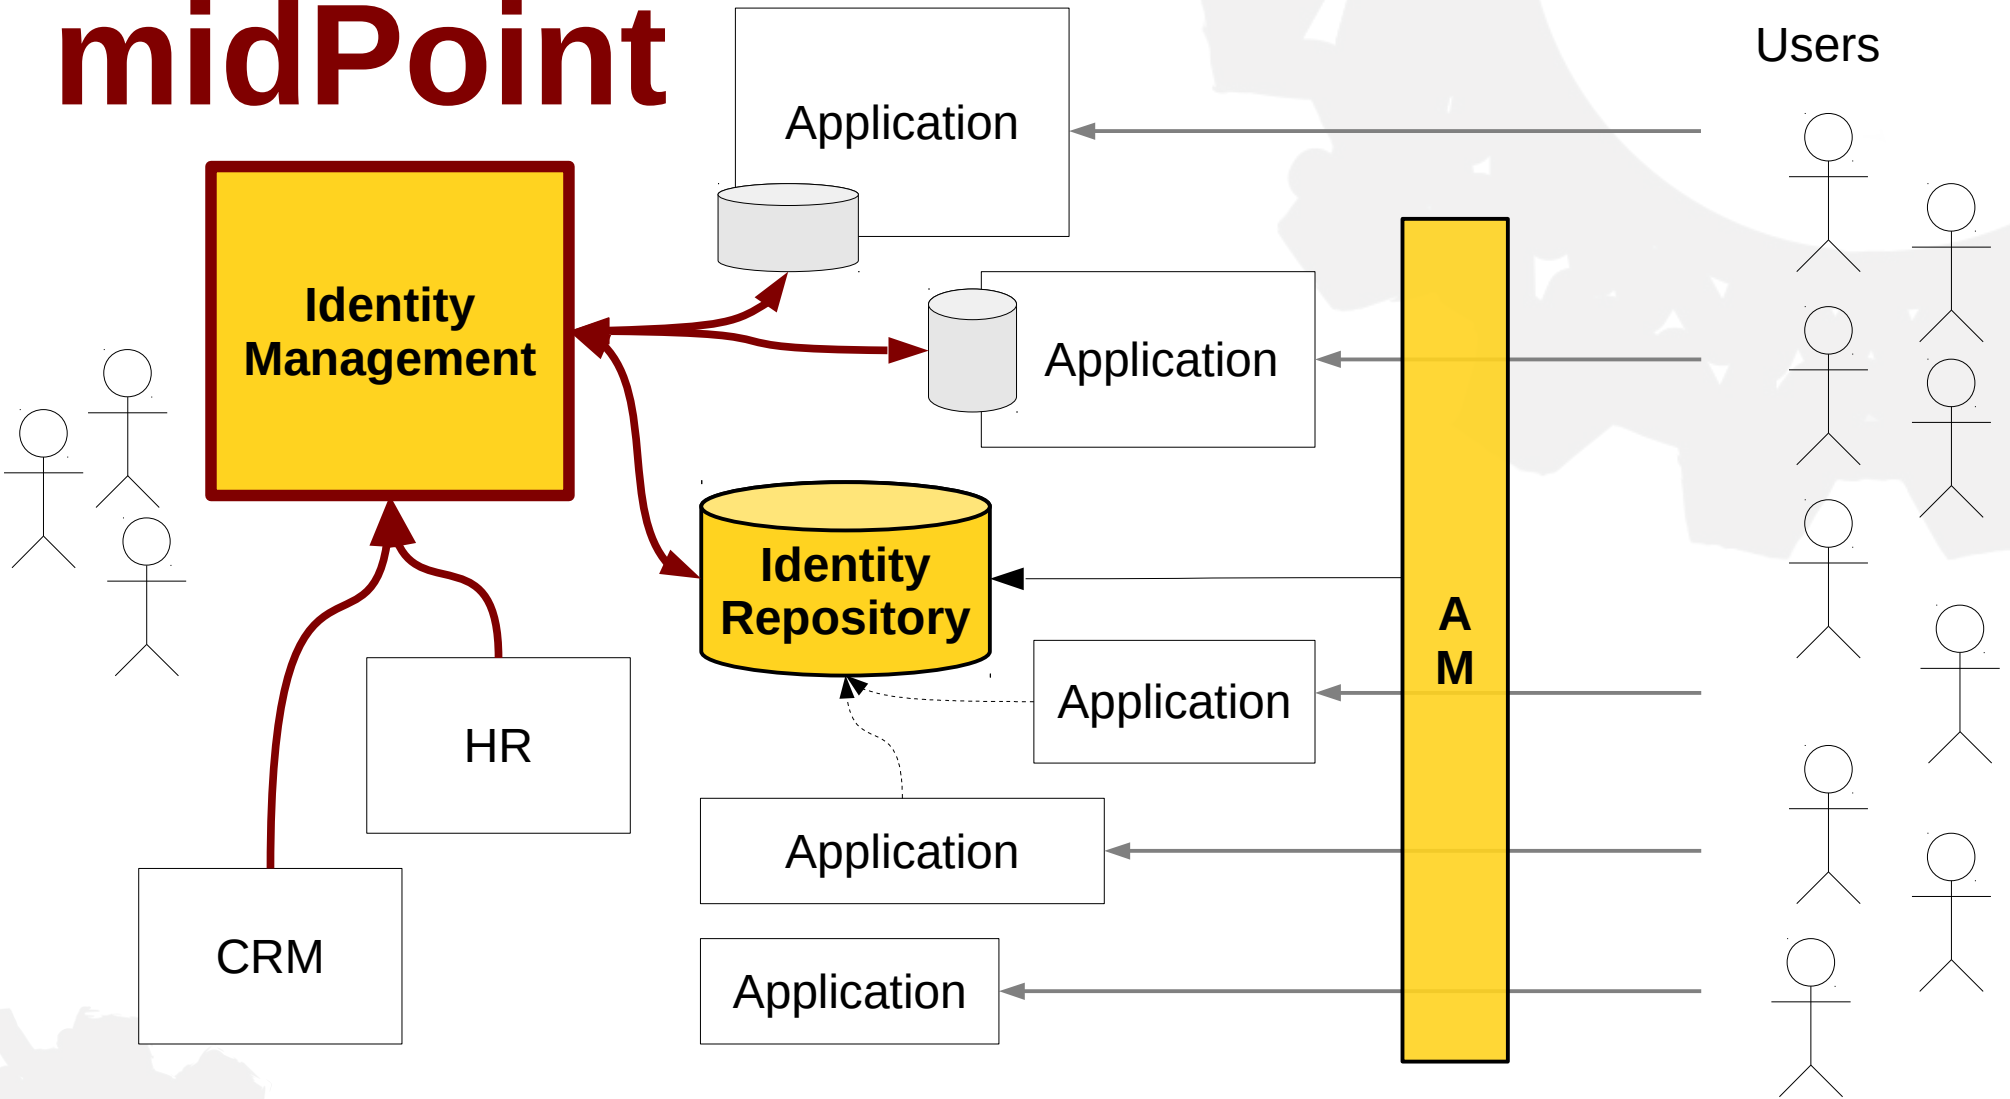 midPoint
Users
Application
Identity
Management
Application
Identity
Repository
A
M
Application
HR
Application
CRM
Application